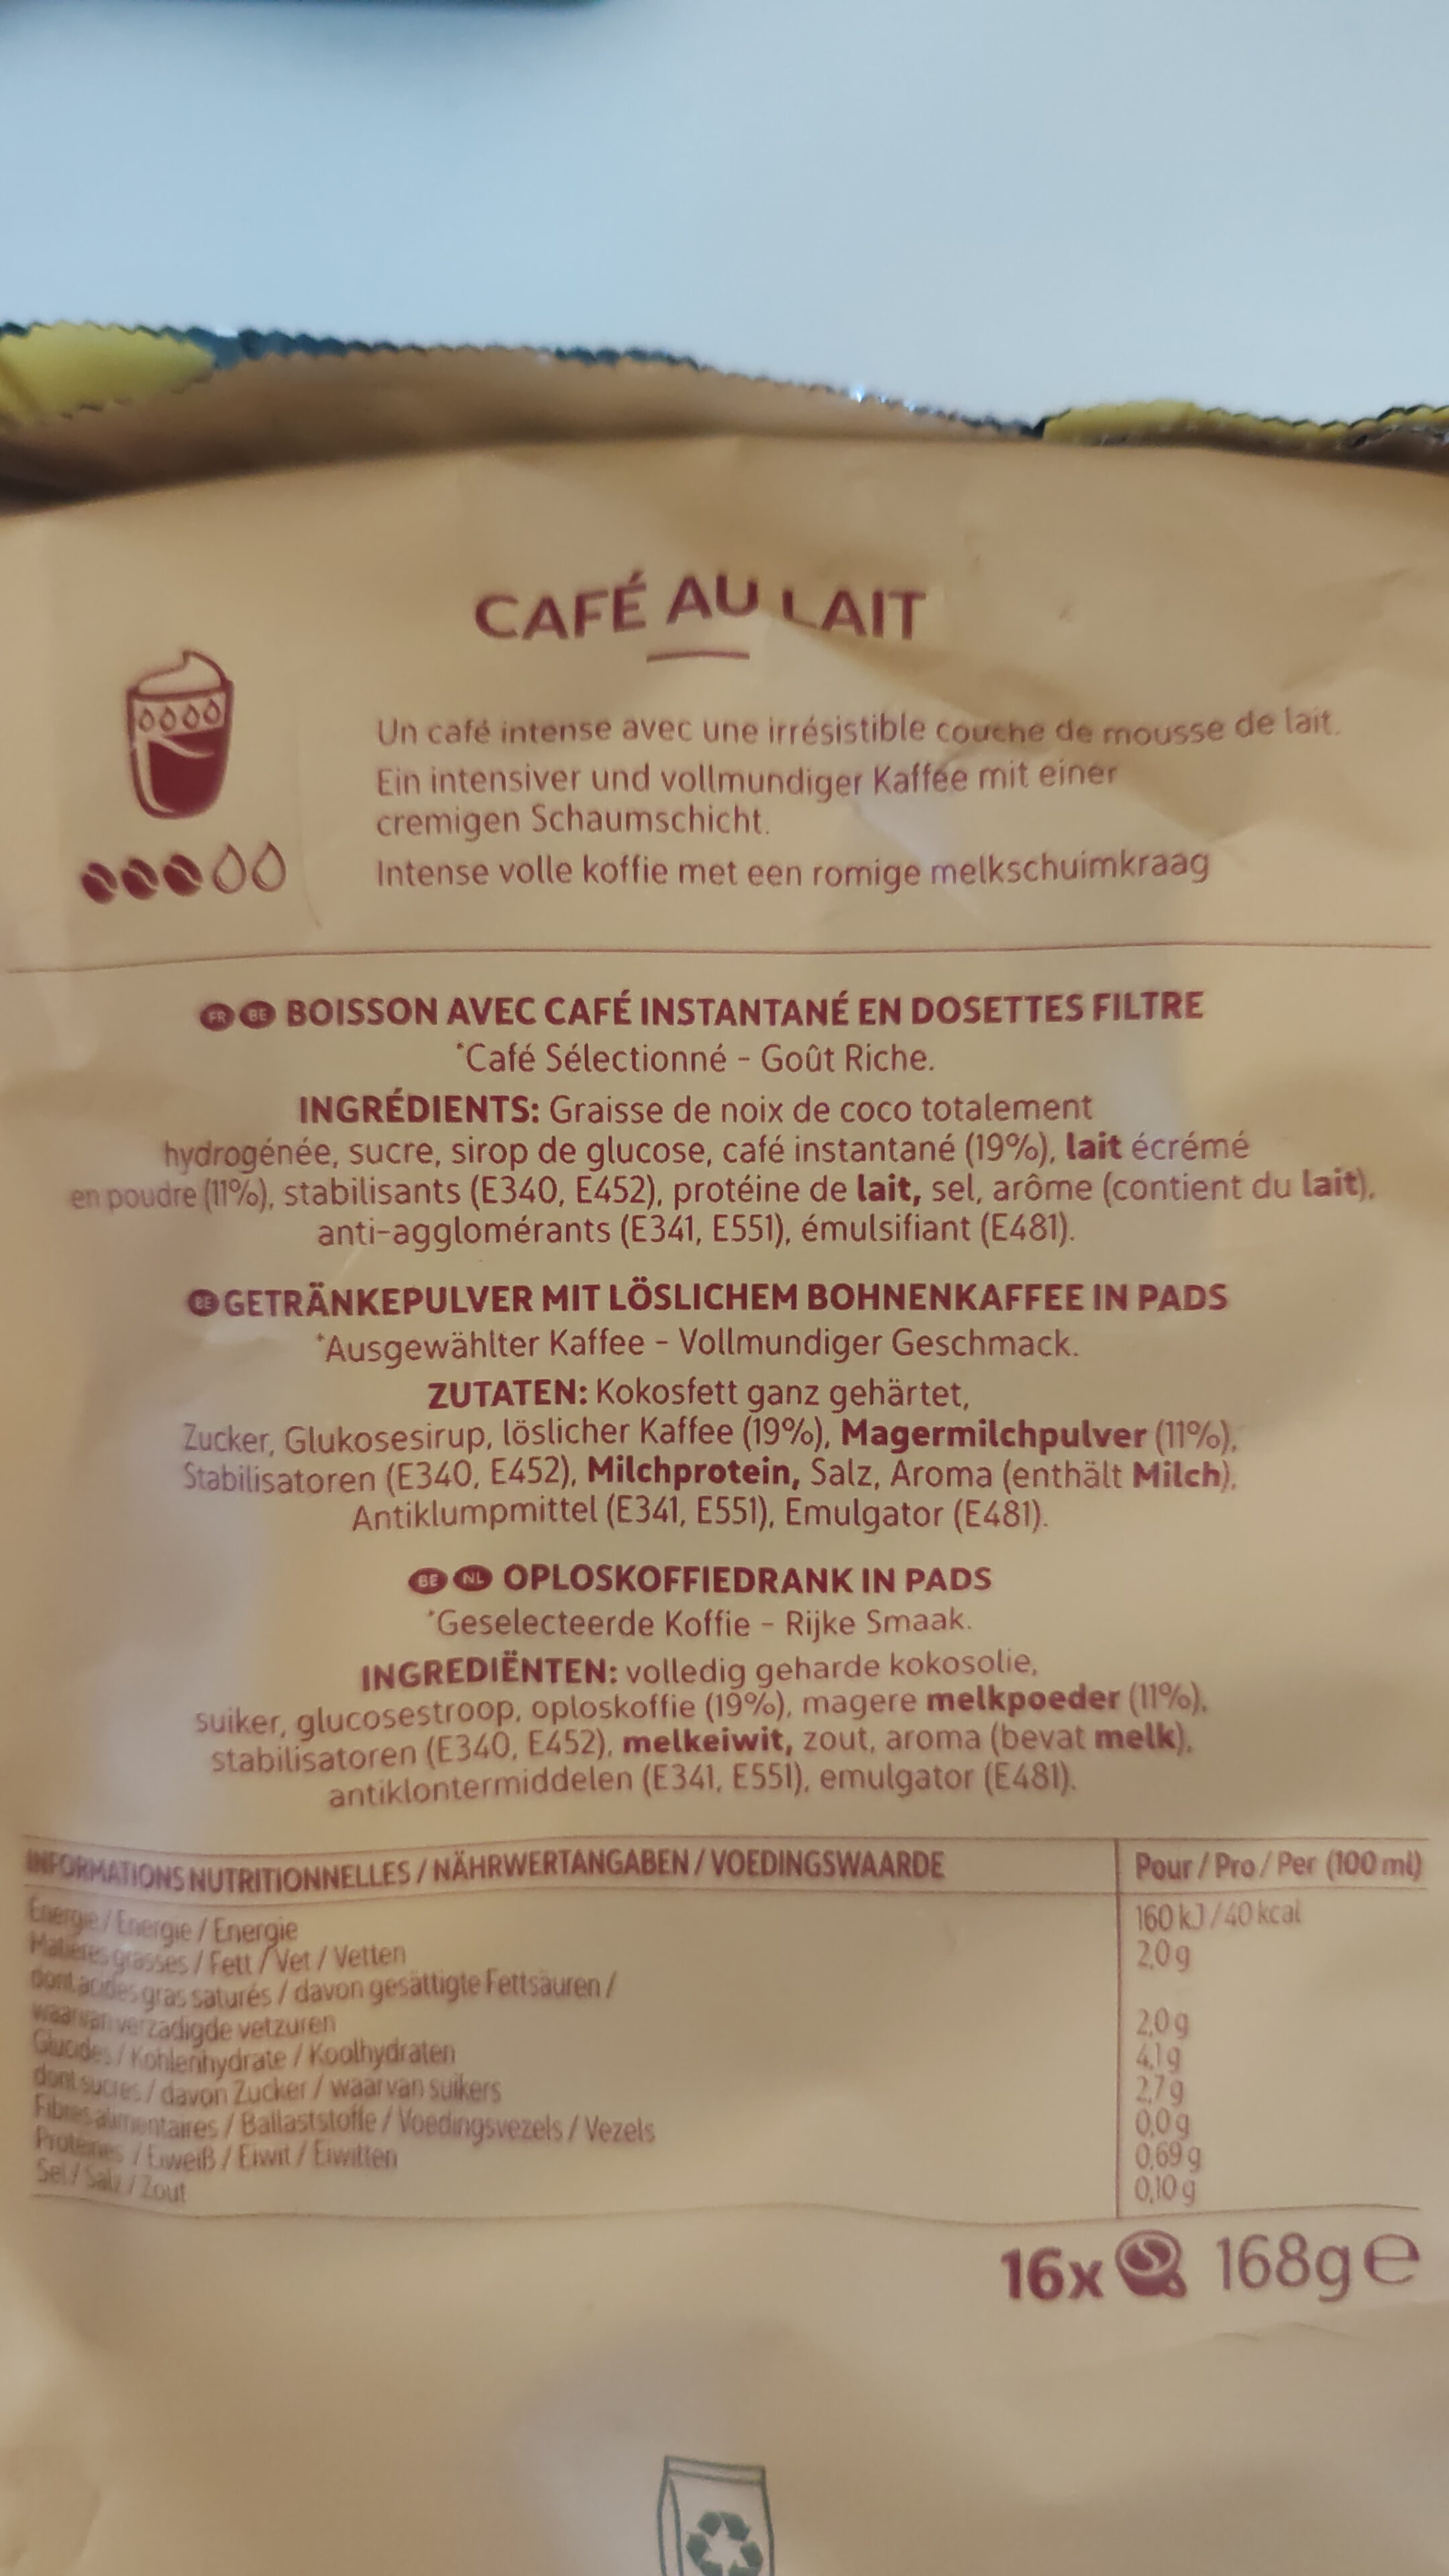 CAFÉ AU LAIT
Un café intense avec une irrésistible couche de mousse de lait.
Ein intensiver und vollmundiger Kaffee mit einer
cremigen Schaumschicht.
Intense volle koffie met een romige melkschuimkraag
FR BE BOISSON AVEC CAFÉ INSTANTANÉ EN DOSETTES FILTRE
*Café Sélectionné - Goût Riche.
INGRÉDIENTS: Graisse de noix de coco totalement
hydrogénée, sucre, sirop de glucose, café instantané (19%), lait écrémé
en poudre (11%), stabilisants (E340, E452), protéine de lait, sel, arôme (contient du lait),
anti-agglomérants (E341, E551), émulsifiant (E481).
BE GETRÄNKEPULVER MIT LÖSLICHEM BOHNENKAFFEE IN PADS
*Ausgewählter Kaffee - Vollmundiger Geschmack.
ZUTATEN: Kokosfett ganz gehärtet,
Zucker, Glukosesirup, löslicher Kaffee (19%), Magermilchpulver (11%),
Stabilisatoren (E340, E452), Milchprotein, Salz, Aroma (enthält Milch),
Antiklumpmittel (E341, E551), Emulgator (E481).
BE NL OPLOSKOFFIEDRANK IN PADS
*Geselecteerde Koffie - Rijke Smaak.
INGREDIËNTEN: volledig geharde kokosolie,
suiker, glucosestroop, oploskoffie (19%), magere melkpoeder (11%),
stabilisatoren (E340, E452), melkeiwit, zout, aroma (bevat melk),
antiklontermiddelen (E341, E551), emulgator (E481).
INFORMATIONS NUTRITIONNELLES / NÄHRWERTANGABEN / VOEDINGSWAARDE Pour / Pro / Per (100 ml)
Énergie / Energie / Energie 160 kJ / 40 kcal
Matières grasses / Fett / Vet / Vetten 2,0 g
dont acides gras saturés / davon gesättigte Fettsäuren /
waarvan verzadigde vetzuren 2,0 g
Glucides / Kohlenhydrate / Koolhydraten 4,1 g
dont sucres / davon Zucker / waarvan suikers 2,7 g
Fibres alimentaires / Ballaststoffe / Voedingsvezels / Vezels 0,0 g
Protéines / Eiweiß / Eiwit / Eiwitten 0,69 g
Sel / Salz / Zout 0,10 g
16x 168g e